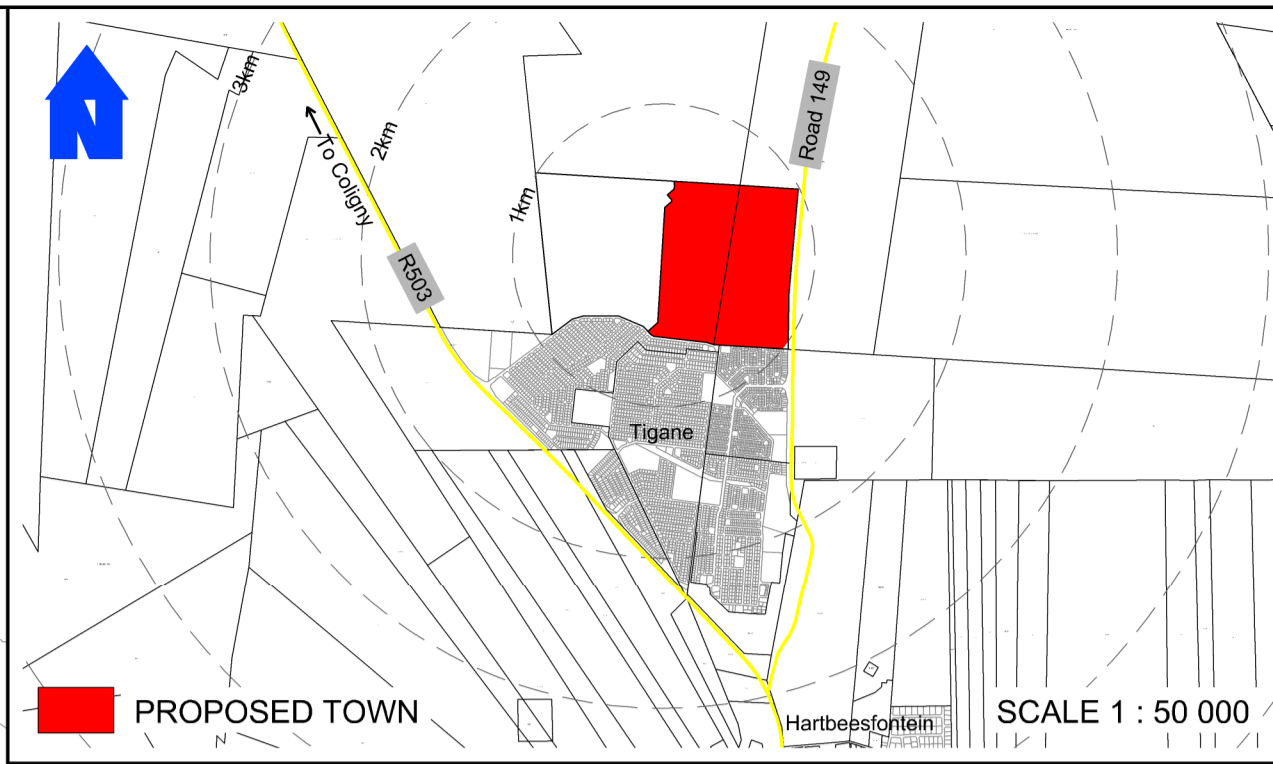 N
3km
2km
1km
To Coligny
R503
Road 149
Tigane
Hartbeesfontein
PROPOSED TOWN
SCALE 1 : 50 000